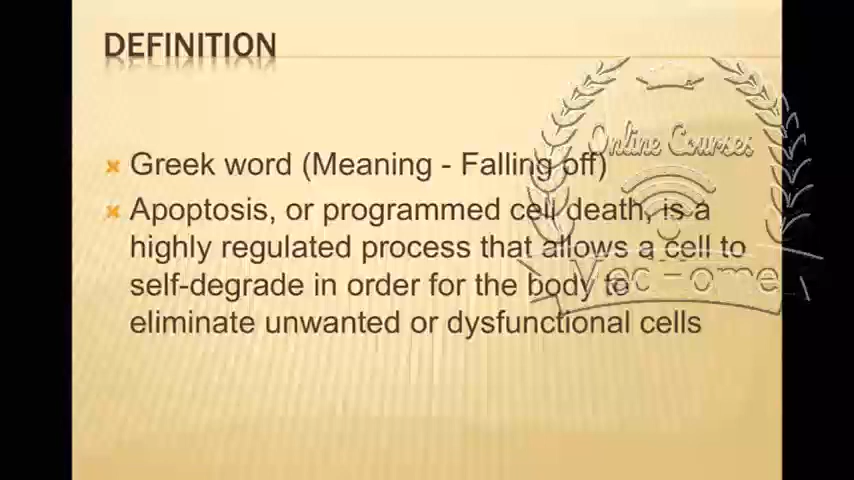 DEFINITION
Greek word (Meaning - Falling off)
Apoptosis, or programmed cell death, is a
highly regulated process that allows a cell to
self-degrade in order for the body to
eliminate unwanted or dysfunctional cells
Online Courses